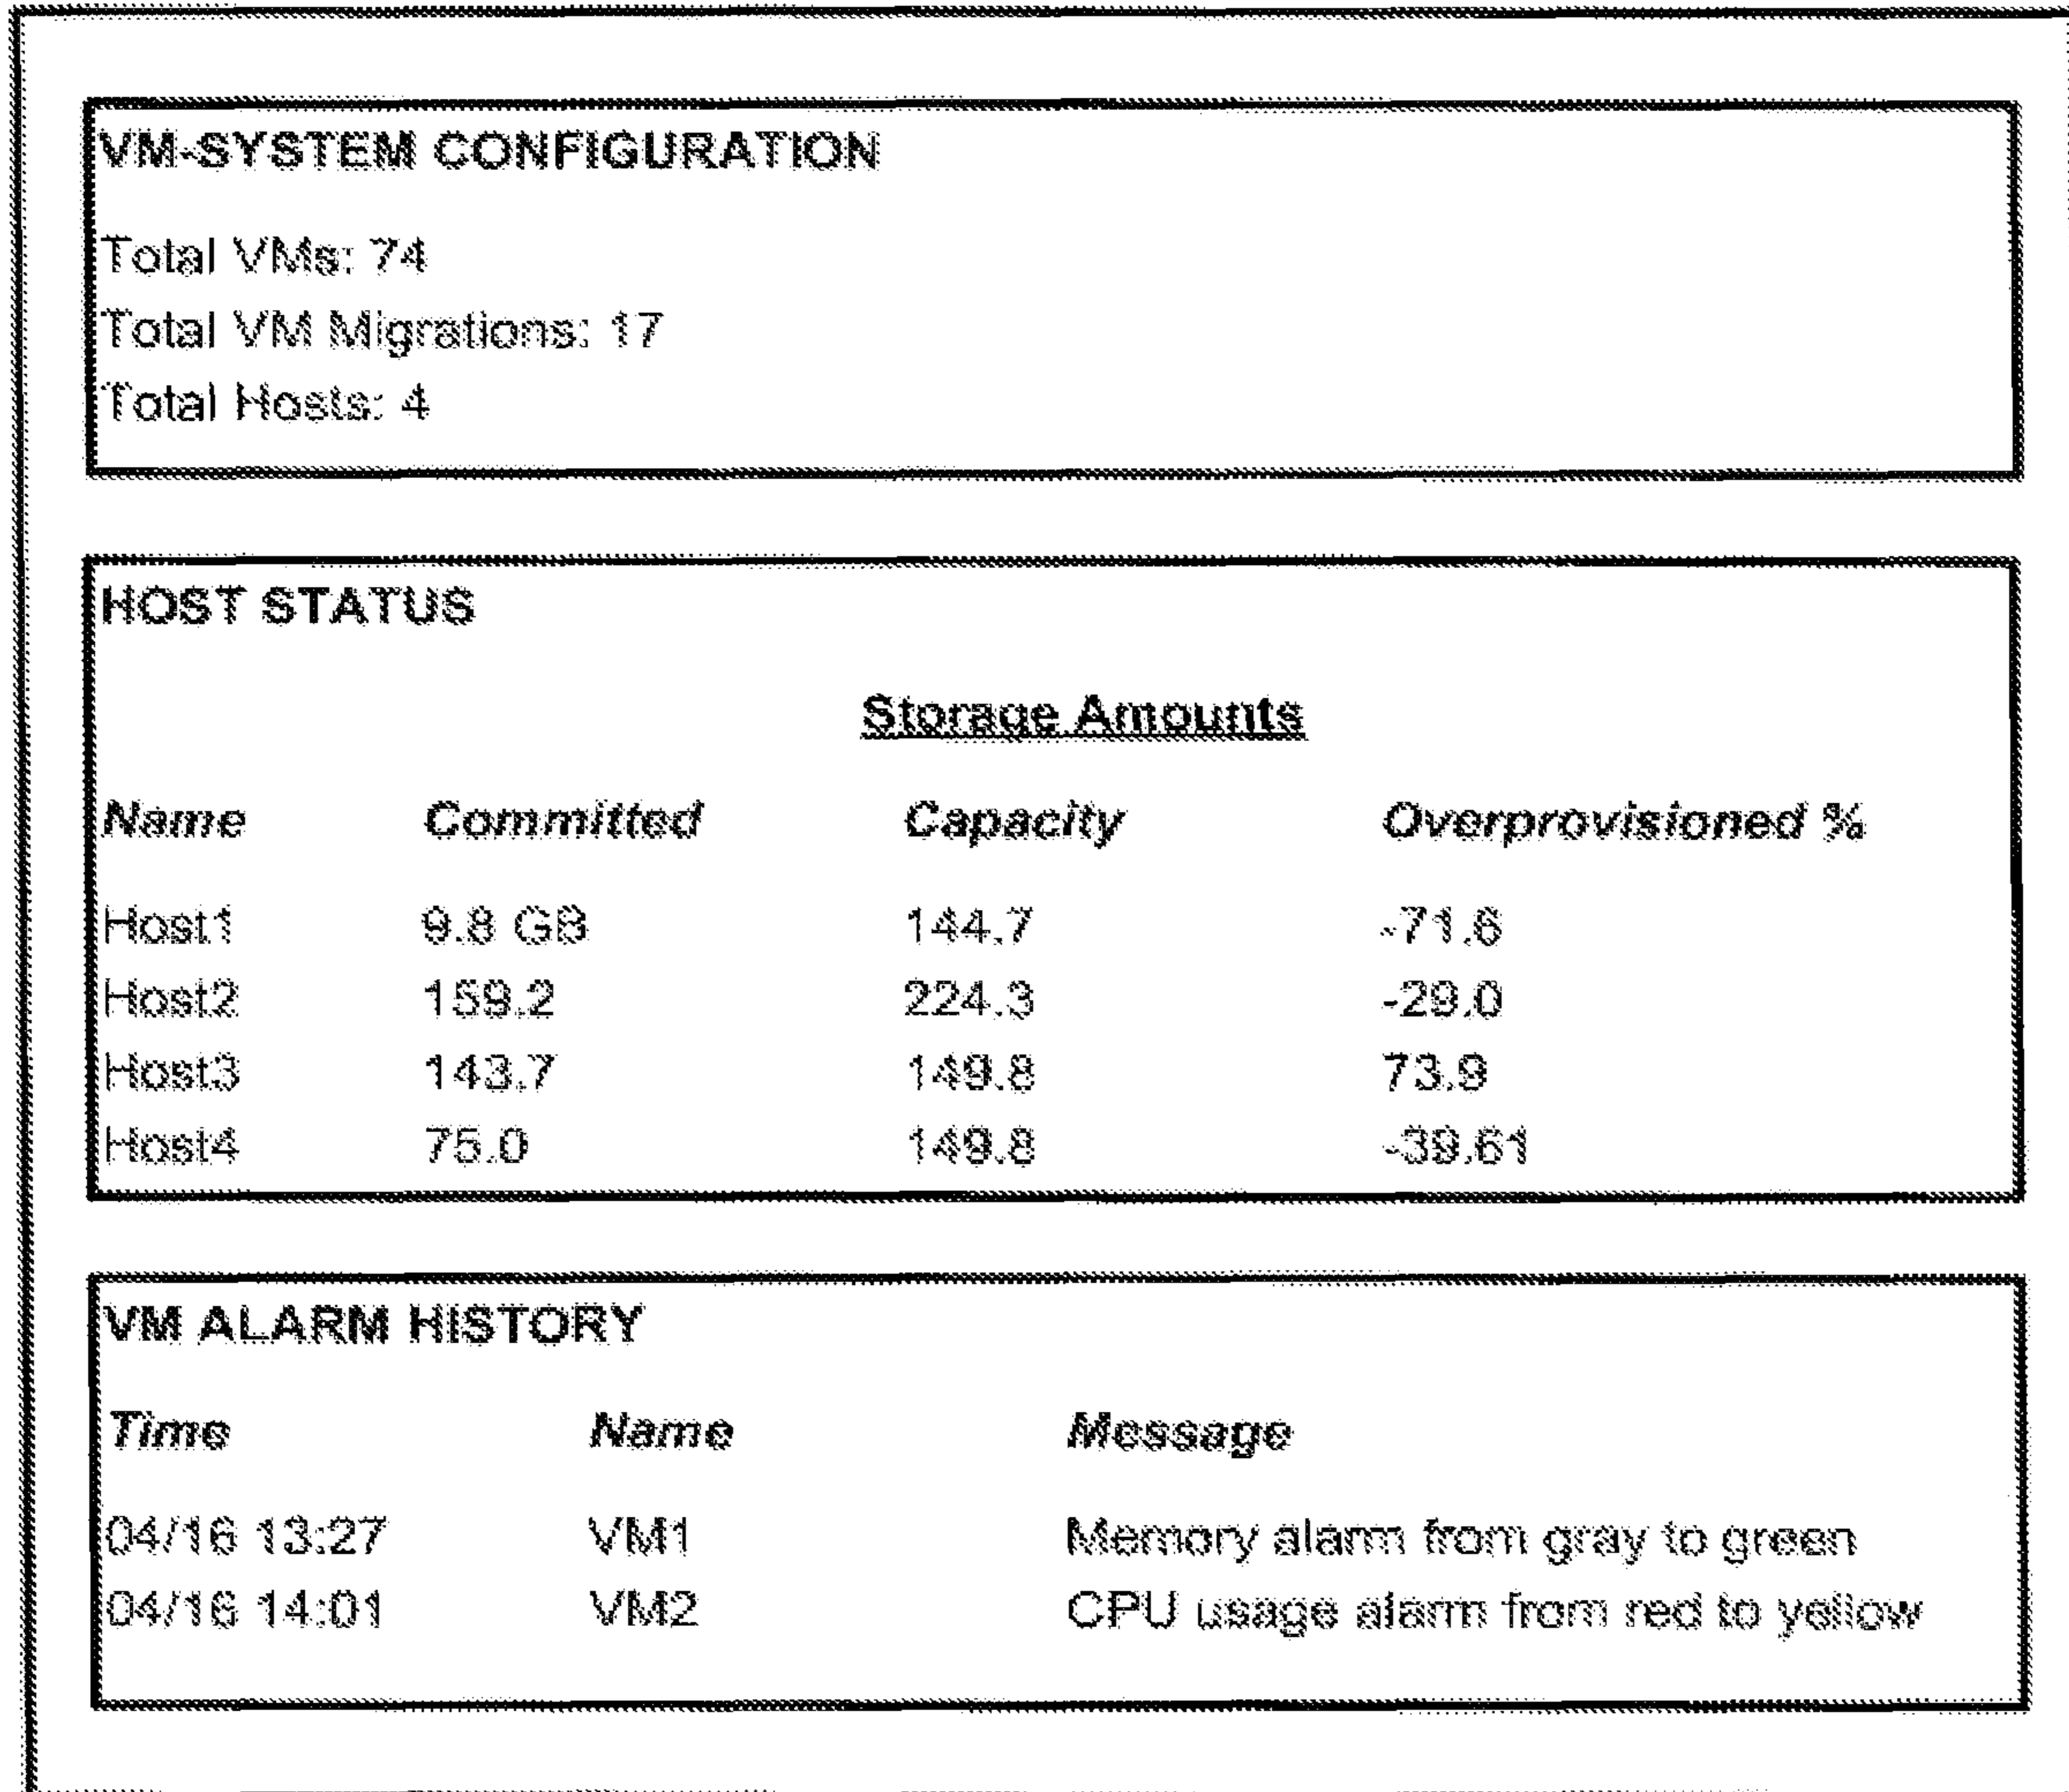 VM-SYSTEM CONFIGURATION
Total VMs: 74
Total VM Migrations: 17
Total Hosts: 4
HOST STATUS
Storage Amounts
Name Committed Capacity Overprovisioned %
Host1 9.8 GB 144.7 -71.6
Host2 159.2 224.3 -29.0
Host3 143.7 149.8 73.9
Host4 75.0 149.8 -39.61
VM ALARM HISTORY
Time Name Message
04/16 13:27 VM1 Memory alarm from gray to green
04/16 14:01 VM2 CPU usage alarm from red to yellow